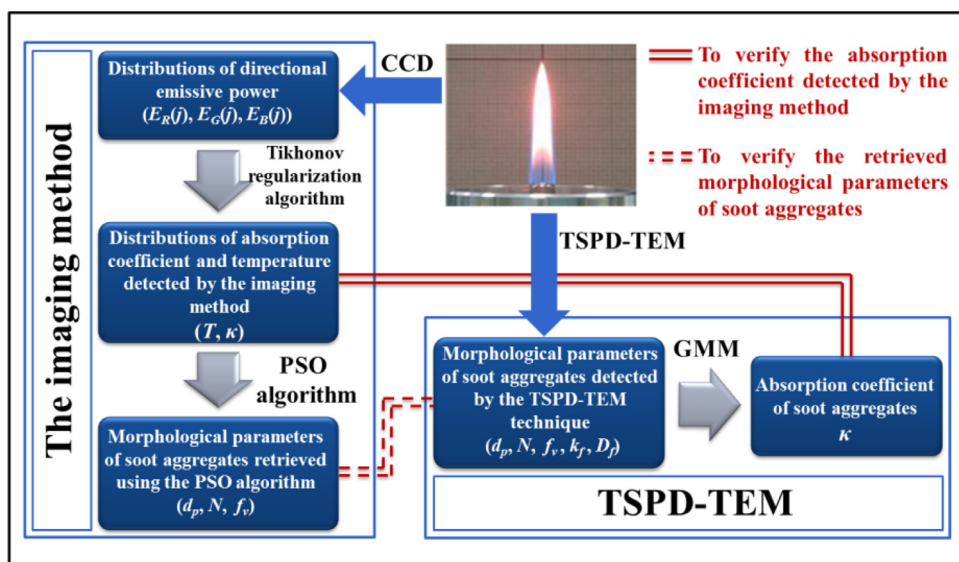 The imaging method
Distributions of directional
emissive power
(E_R(j), E_G(j), E_B(j))
CCD
Tikhonov
regularization
algorithm
Distributions of absorption
coefficient and temperature
detected by the imaging
method
(T, κ)
PSO
algorithm
Morphological parameters
of soot aggregates retrieved
using the PSO algorithm
(d_p, N, f_v)
To verify the absorption
coefficient detected by the
imaging method
To verify the retrieved
morphological parameters
of soot aggregates
TSPD-TEM
Morphological parameters
of soot aggregates detected
by the TSPD-TEM
technique
(d_p, N, f_v, k_f, D_f)
GMM
Absorption coefficient
of soot aggregates
κ
TSPD-TEM